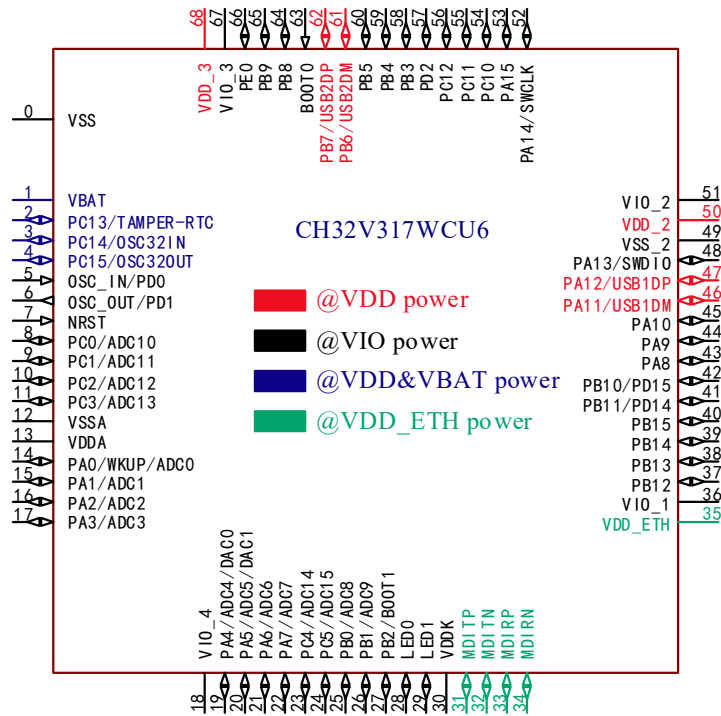 68 67 66 65 64 63 62 61 60 59 58 57 56 55 54 53 52
VDD_3
VIO_3
PE0
PB9
PB8
BOOT0
PB7/USB2DP
PB6/USB2DM
PB5
PB4
PB3
PD2
PC12
PC11
PC10
PA15
PA14/SWCLK
0 VSS
1 VBAT
2 PC13/TAMPER-RTC
3 PC14/OSC32IN
4 PC15/OSC32OUT
5 OSC_IN/PD0
6 OSC_OUT/PD1
7 NRST
8 PC0/ADC10
9 PC1/ADC11
10 PC2/ADC12
11 PC3/ADC13
12 VSSA
13 VDDA
14 PA0/WKUP/ADC0
15 PA1/ADC1
16 PA2/ADC2
17 PA3/ADC3
CH32V317WCU6
@VDD power
@VIO power
@VDD&VBAT power
@VDD_ETH power
VIO_2 51
VDD_2 50
VSS_2 49
PA13/SWDIO 48
PA12/USB1DP 47
PA11/USB1DM 46
PA10 45
PA9 44
PA8 43
PB10/PD15 42
PB11/PD14 41
PB15 40
PB14 39
PB13 38
PB12 37
VIO_1 36
VDD_ETH 35
VIO_4
PA4/ADC4/DAC0
PA5/ADC5/DAC1
PA6/ADC6
PA7/ADC7
PC4/ADC14
PC5/ADC15
PB0/ADC8
PB1/ADC9
PB2/BOOT1
LED0
LED1
VDDK
MDITP
MDITN
MDIRP
MDIRN
18 19 20 21 22 23 24 25 26 27 28 29 30 31 32 33 34